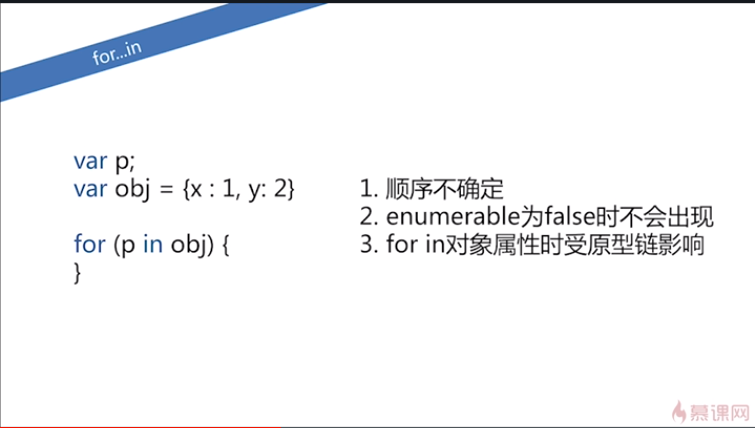 for...in
var p;
var obj = {x : 1, y: 2}
for (p in obj) {
}
1. 顺序不确定
2. enumerable为false时不会出现
3. for in对象属性时受原型链影响
慕课网